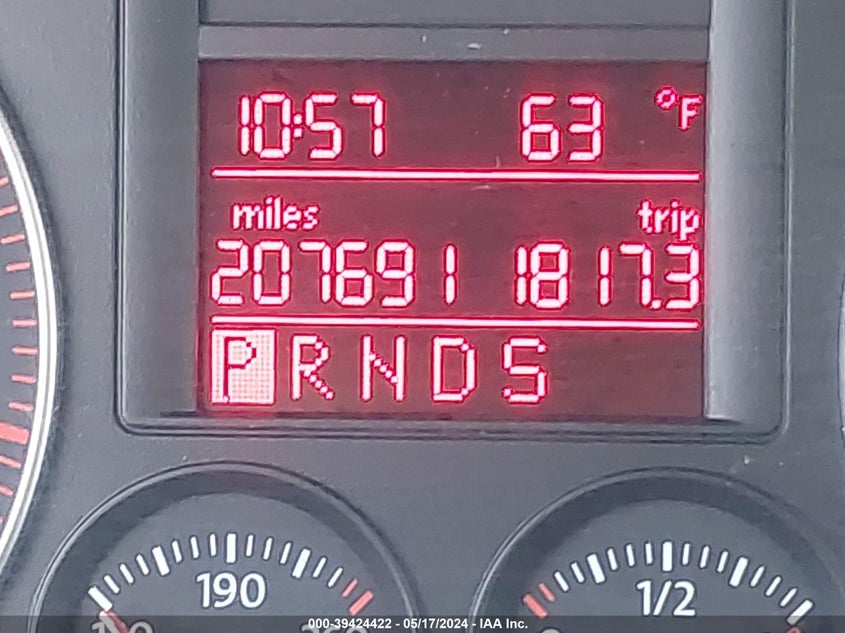 10:57 63 °F
miles trip
207691 1817.3
P R N D S
190 1/2
000-39424422 - 05/17/2024 - IAA Inc.